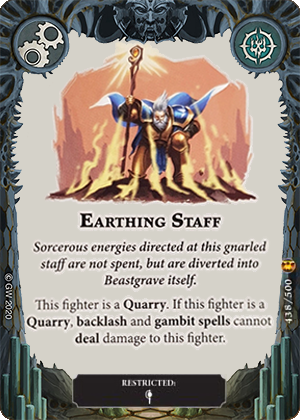 EARTHING STAFF
Sorcerous energies directed at this gnarled
staff are not spent, but are diverted into
Beastgrave itself.
This fighter is a Quarry. If this fighter is a
Quarry, backlash and gambit spells cannot
deal damage to this fighter.
RESTRICTED:
© GW 2020
438/500